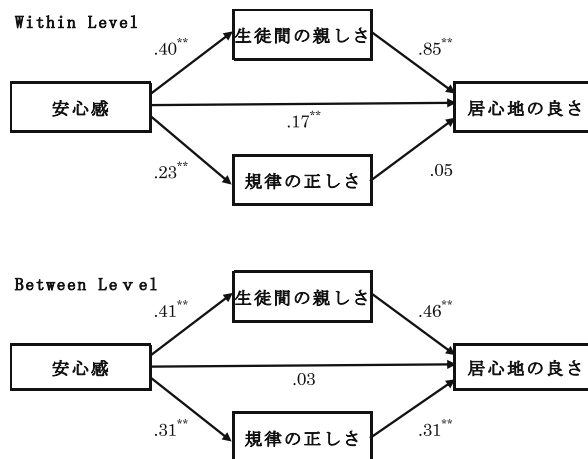 Within Level
生徒間の親しさ
.40**
.85**
安心感
居心地の良さ
.17**
.23**
.05
規律の正しさ
Between Level
生徒間の親しさ
.41**
.46**
安心感
居心地の良さ
.03
.31**
.31**
規律の正しさ